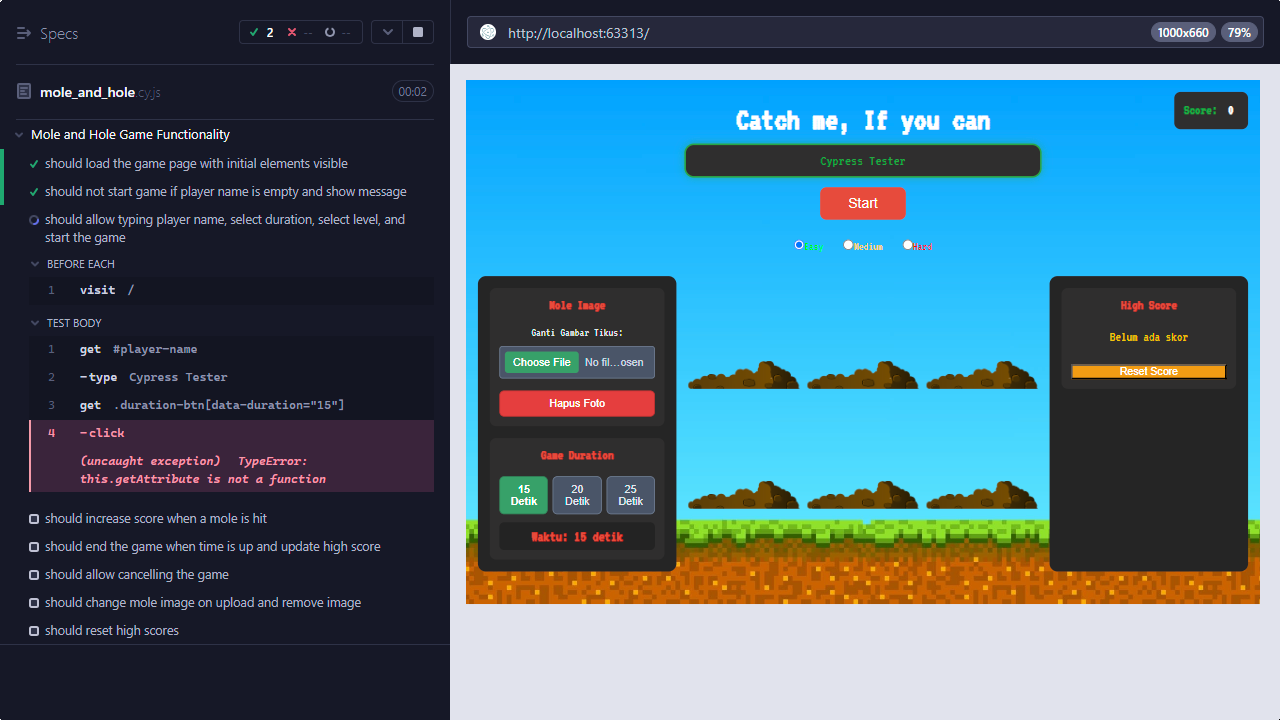 Specs
2
--
--
mole_and_hole.cy.js
00:02
Mole and Hole Game Functionality
should load the game page with initial elements visible
should not start game if player name is empty and show message
should allow typing player name, select duration, select level, and
start the game
BEFORE EACH
1 visit /
TEST BODY
1 get #player-name
2 -type Cypress Tester
3 get .duration-btn[data-duration="15"]
4 -click
(uncaught exception) TypeError:
this.getAttribute is not a function
should increase score when a mole is hit
should end the game when time is up and update high score
should allow cancelling the game
should change mole image on upload and remove image
should reset high scores
http://localhost:63313/
1000x660
79%
Score: 0
Catch me, If you can
Cypress Tester
Start
Easy Medium Hard
Mole Image
Ganti Gambar Tikus:
Choose File No fil...osen
Hapus Foto
Game Duration
15 Detik
20 Detik
25 Detik
Waktu: 15 detik
High Score
Belum ada skor
Reset Score